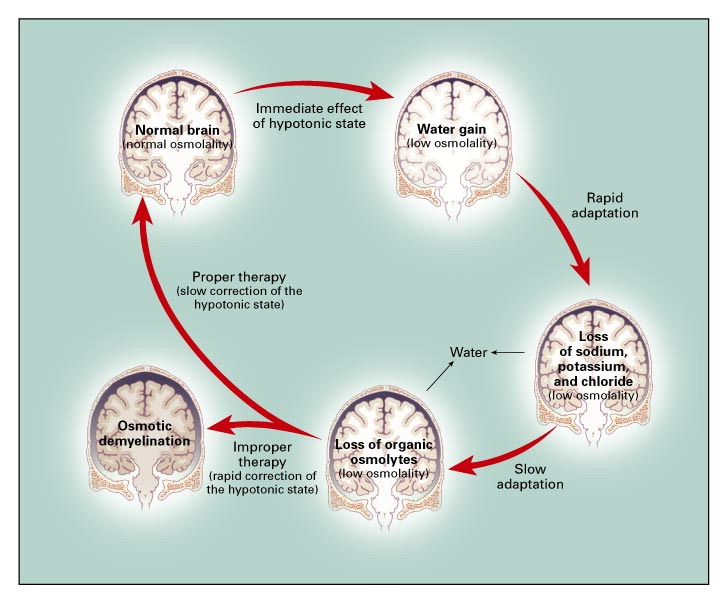 Normal brain
(normal osmolality)
Immediate effect
of hypotonic state
Water gain
(low osmolality)
Rapid
adaptation
Loss
of sodium,
potassium,
and chloride
(low osmolality)
Water
Slow
adaptation
Loss of organic
osmolytes
(low osmolality)
Proper therapy
(slow correction of the
hypotonic state)
Improper
therapy
(rapid correction of
the hypotonic state)
Osmotic
demyelination